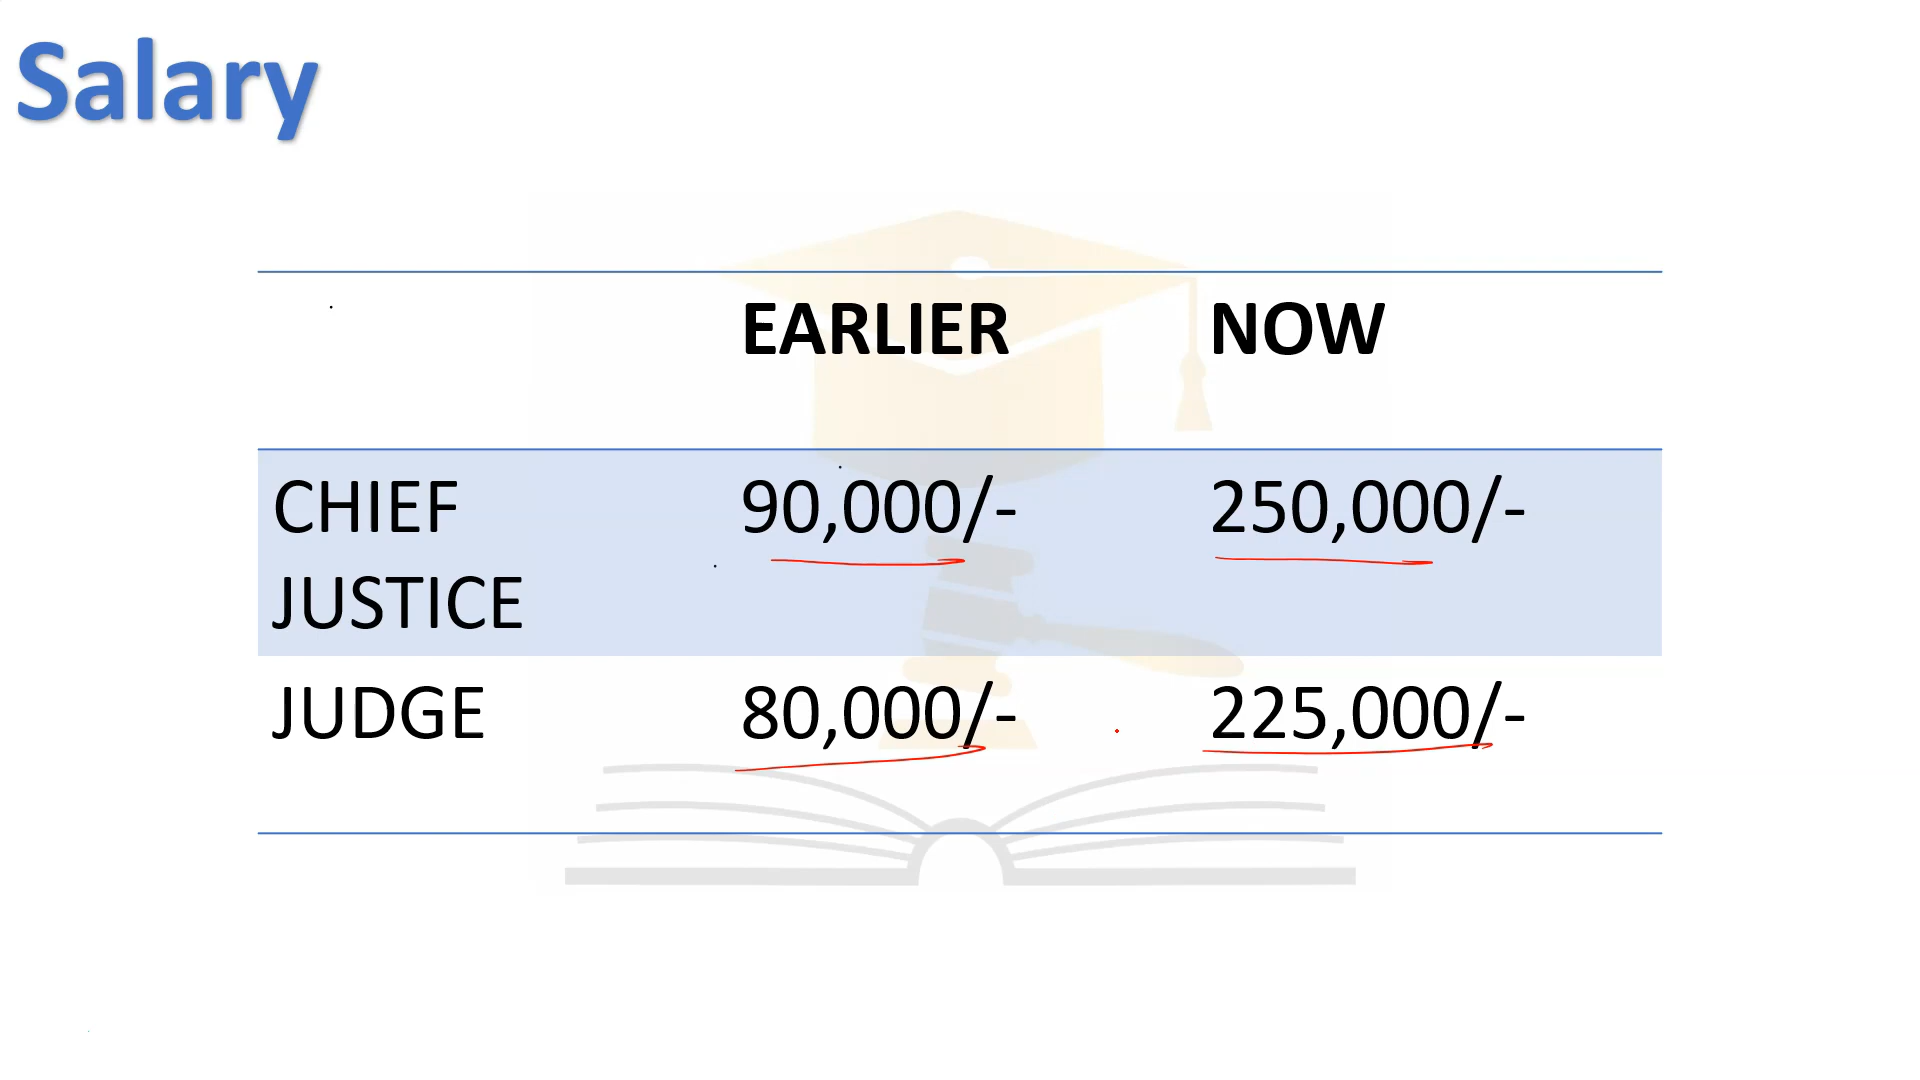 Salary
EARLIER NOW
CHIEF 90,000/- 250,000/-
JUSTICE
JUDGE 80,000/- 225,000/-